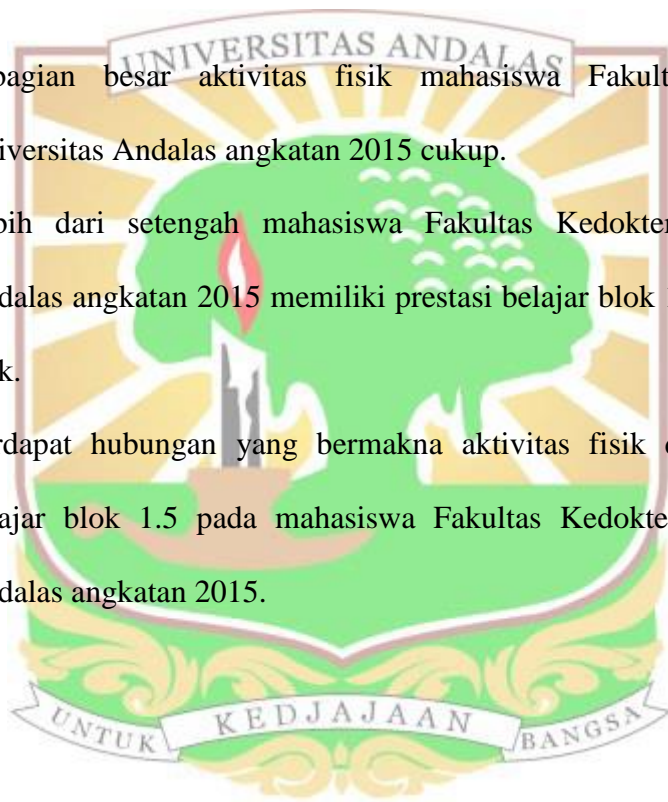 UNIVERSITAS ANDALAS
bagian besar aktivitas fisik mahasiswa Fakult
iversitas Andalas angkatan 2015 cukup.
bih dari setengah mahasiswa Fakultas Kedokter
dalas angkatan 2015 memiliki prestasi belajar blok
k.
rdapat hubungan yang bermakna aktivitas fisik
ajar blok 1.5 pada mahasiswa Fakultas Kedokte
dalas angkatan 2015.
UNTUK KEDJAJAAN BANGSA